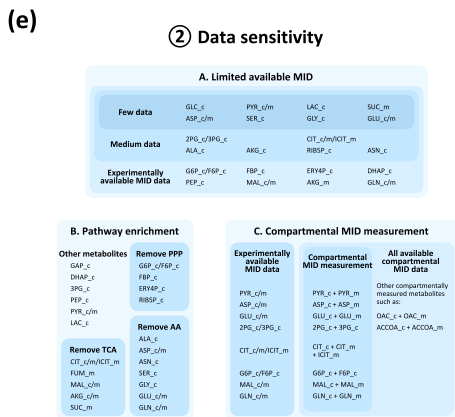 (e)
② Data sensitivity
A. Limited available MID
Few data
GLC_c PYR_c/m LAC_c SUC_m
ASP_c/m SER_c GLY_c GLU_c/m
Medium data
2PG_c/3PG_c CIT_c/m/ICIT_m
ALA_c AKG_c RIB5P_c ASN_c
Experimentally
available MID data
G6P_c/F6P_c FBP_c ERY4P_c DHAP_c
PEP_c MAL_c/m AKG_m GLN_c/m
B. Pathway enrichment
Other metabolites
GAP_c
DHAP_c
3PG_c
PEP_c
PYR_c/m
LAC_c
Remove PPP
G6P_c/F6P_c
FBP_c
ERY4P_c
RIB5P_c
Remove TCA
CIT_c/m/ICIT_m
FUM_m
MAL_c/m
AKG_c/m
SUC_m
Remove AA
ALA_c
ASP_c/m
ASN_c
SER_c
GLY_c
GLU_c/m
GLN_c/m
C. Compartmental MID measurement
Experimentally
available
MID data
PYR_c/m
ASP_c/m
GLU_c/m
2PG_c/3PG_c
CIT_c/m/ICIT_m
G6P_c/F6P_c
MAL_c/m
GLN_c/m
Compartmental
MID measurement
PYR_c + PYR_m
ASP_c + ASP_m
GLU_c + GLU_m
2PG_c + 3PG_c
CIT_c + CIT_m
+ ICIT_m
G6P_c + F6P_c
MAL_c + MAL_m
GLN_c + GLN_m
All available
compartmental
MID data
Other compartmentally
measured metabolites
such as:
OAC_c + OAC_m
ACCOA_c + ACCOA_m